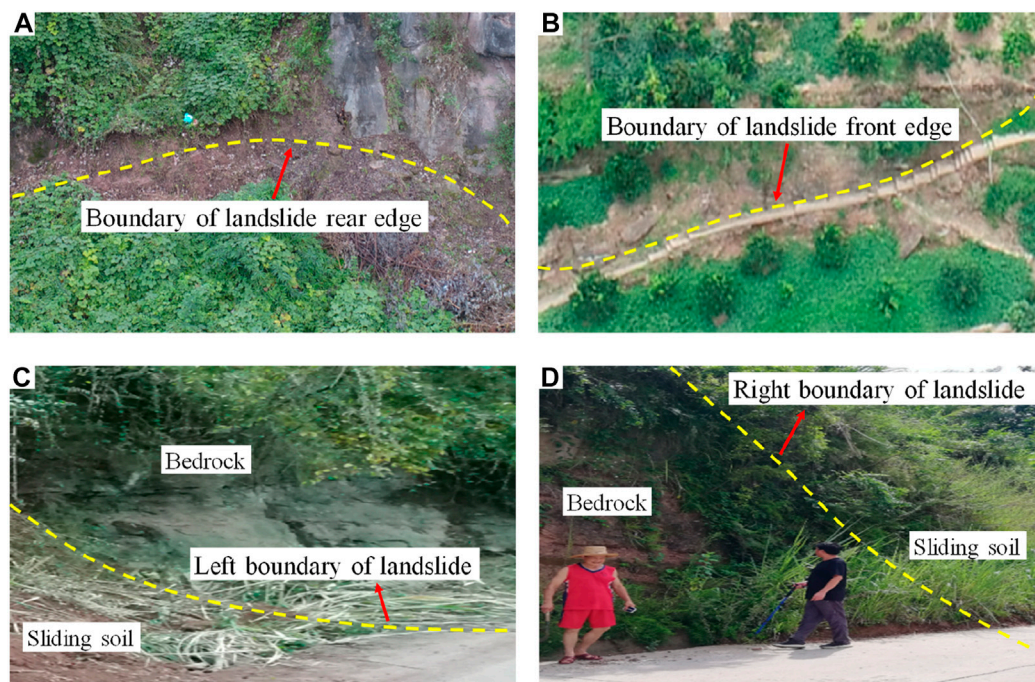 A
Boundary of landslide rear edge
B
Boundary of landslide front edge
C
Bedrock
Left boundary of landslide
Sliding soil
D
Right boundary of landslide
Bedrock
Sliding soil